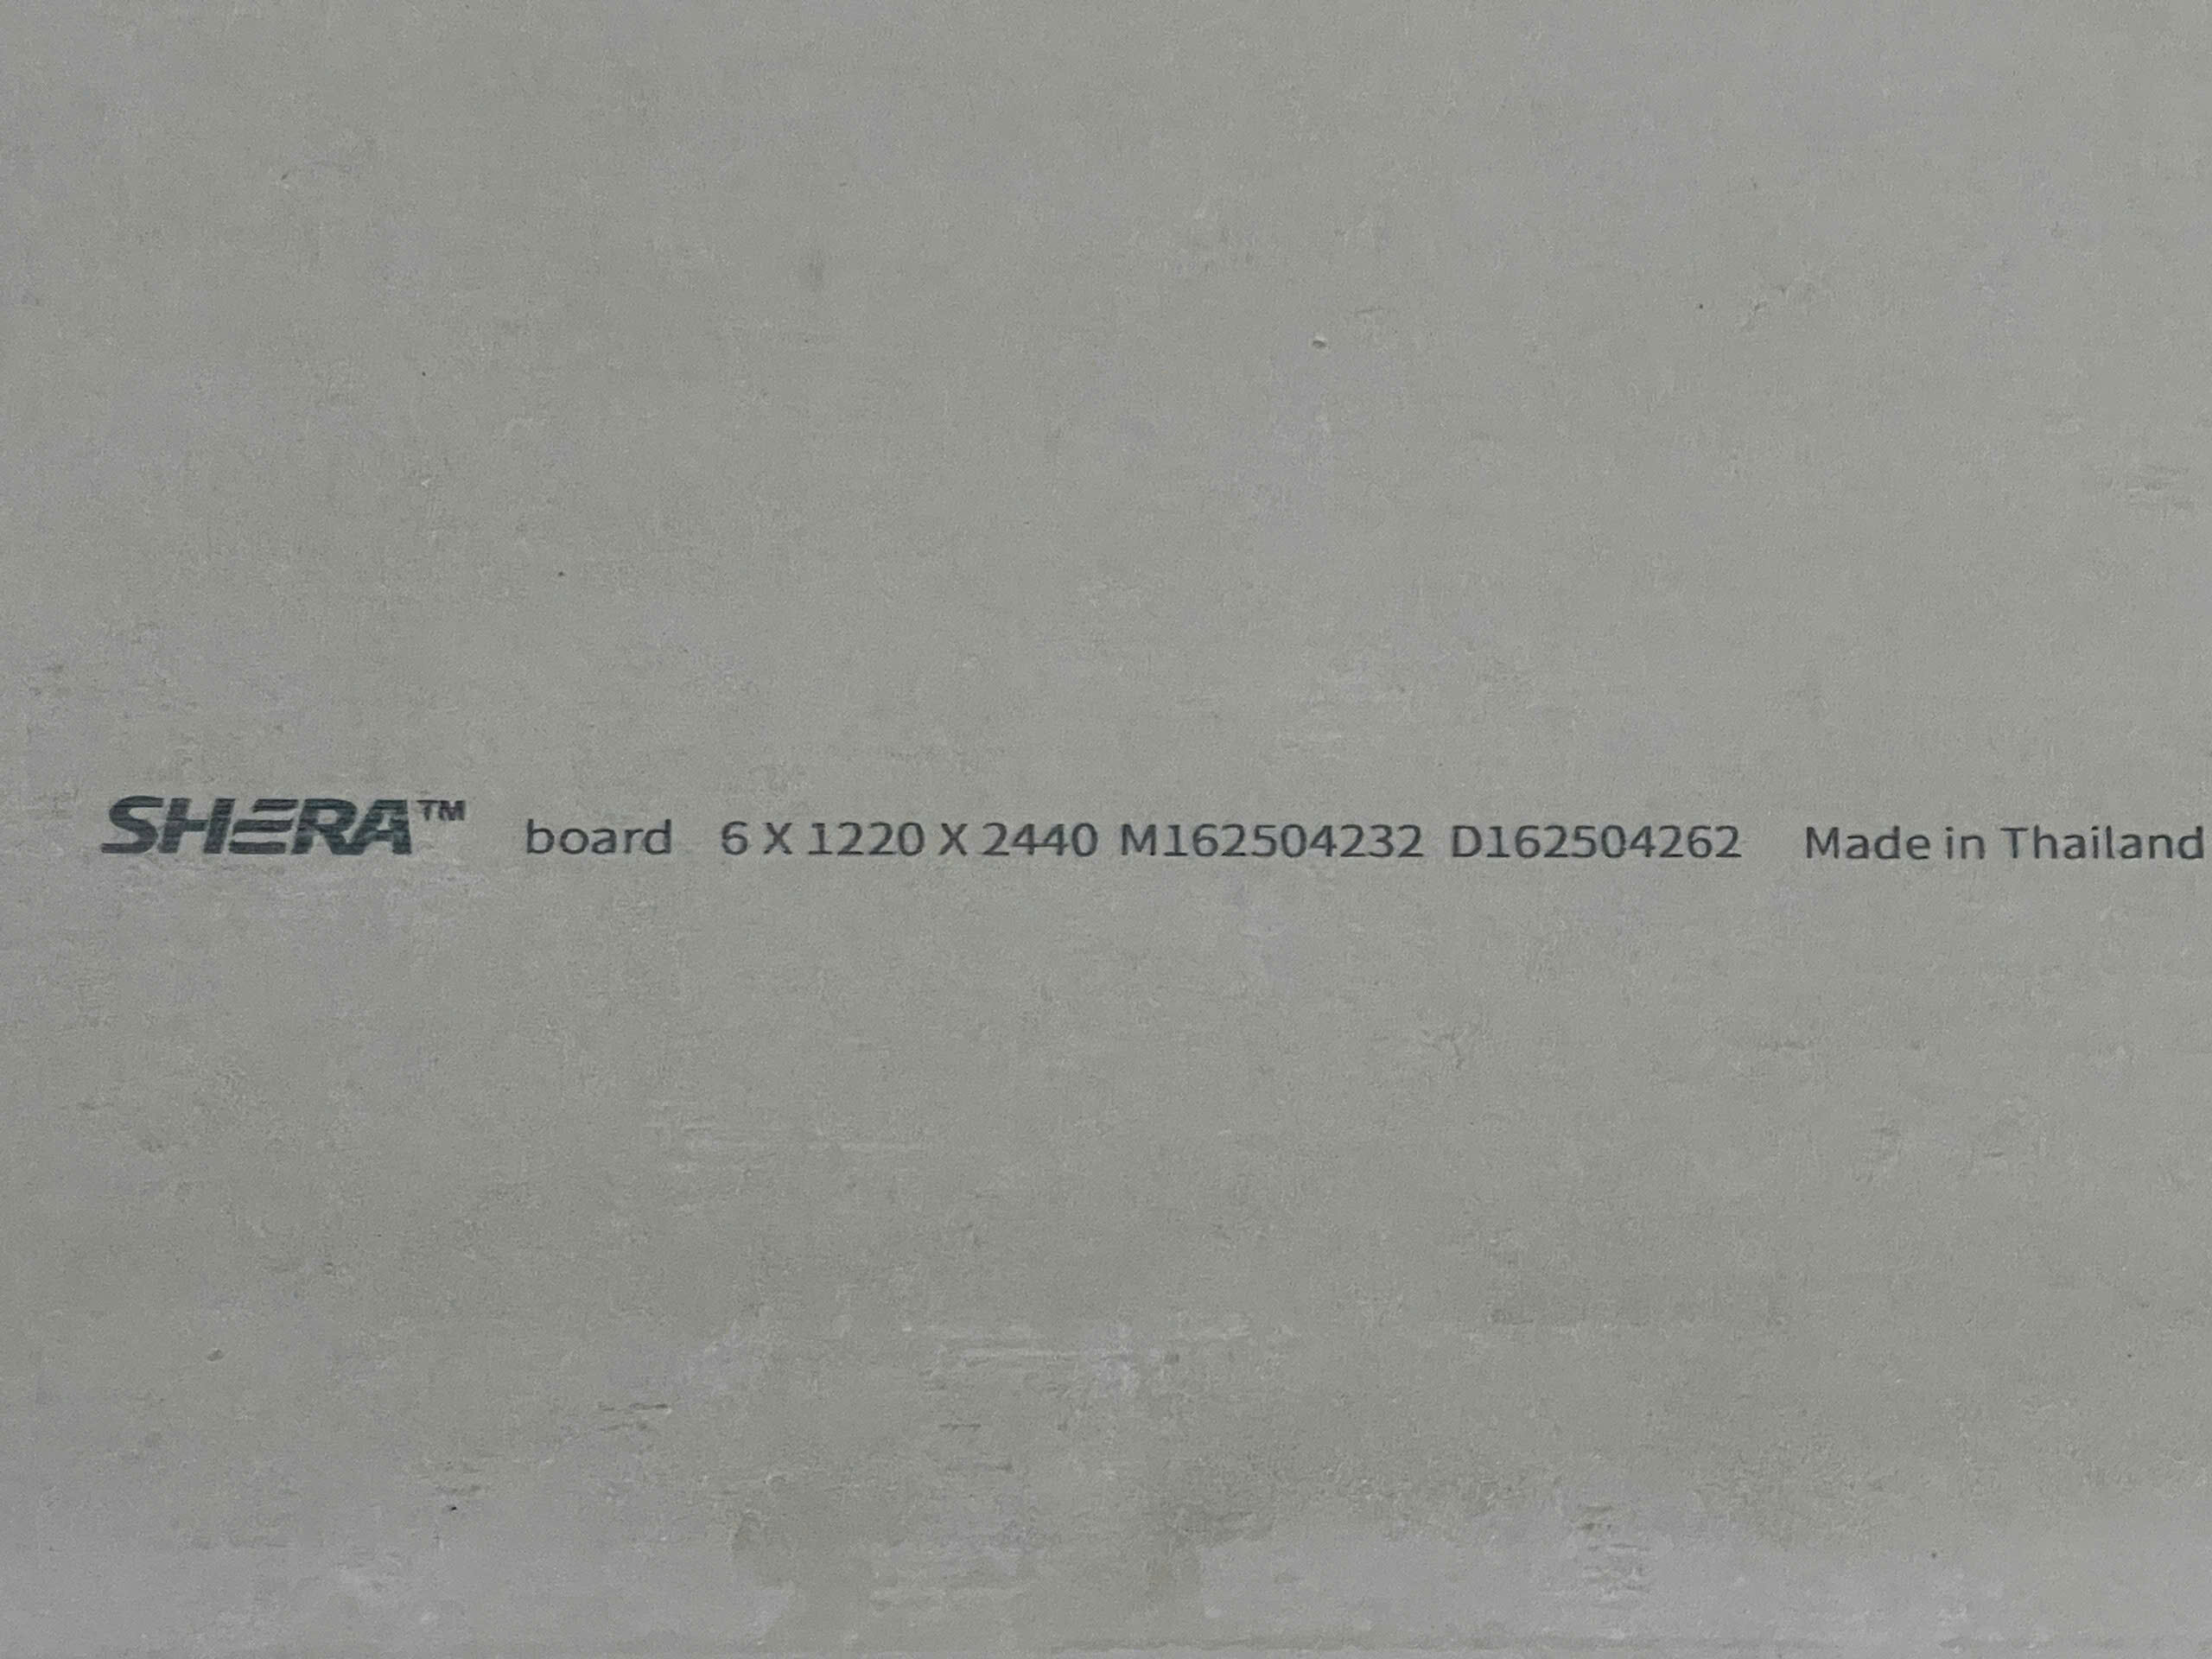 SHERA™ board 6 X 1220 X 2440 M162504232 D162504262 Made in Thailand